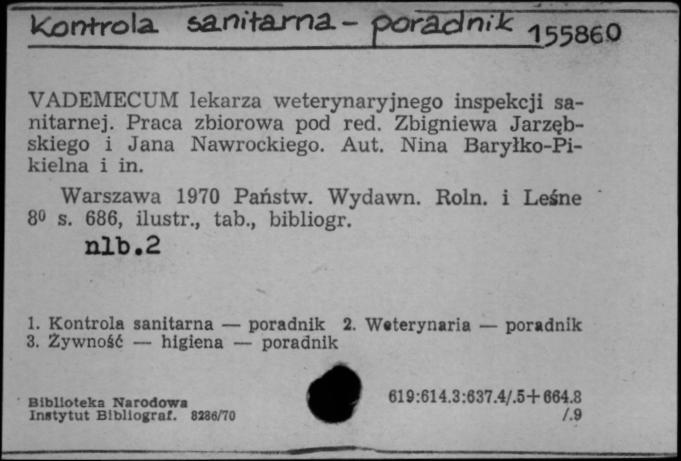 Kontrola sanitarna - poradnik 155860
VADEMECUM lekarza weterynaryjnego inspekcji sa-
nitarnej. Praca zbiorowa pod red. Zbigniewa Jarzęb-
skiego i Jana Nawrockiego. Aut. Nina Baryłko-Pi-
kielna i in.
Warszawa 1970 Państw. Wydawn. Roln. i Leśne
8⁰ s. 686, ilustr., tab., bibliogr.
nlb.2
1. Kontrola sanitarna — poradnik 2. Weterynaria — poradnik
3. Żywność — higiena — poradnik
Biblioteka Narodowa
Instytut Bibliograf. 8286/70
619:614.3:637.4/.5+664.8
/.9